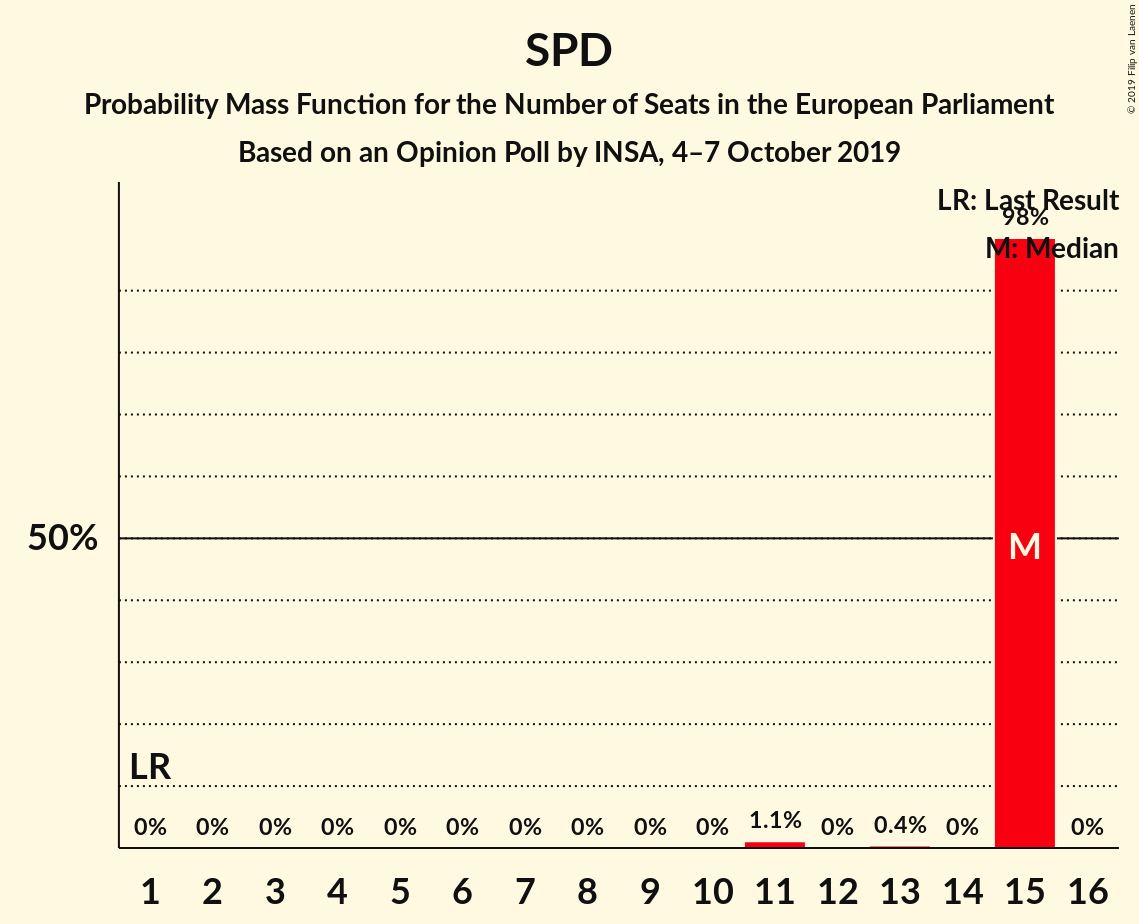 SPD
Probability Mass Function for the Number of Seats in the European Parliament
Based on an Opinion Poll by INSA, 4–7 October 2019
© 2019 Filip van Laenen
LR: Last Result
98%
M: Median
50%
M
LR
0% 0% 0% 0% 0% 0% 0% 0% 0% 0% 1.1% 0% 0.4% 0% 0%
1 2 3 4 5 6 7 8 9 10 11 12 13 14 15 16